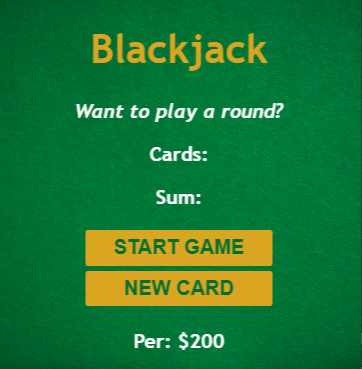 Blackjack
Want to play a round?
Cards:
Sum:
START GAME
NEW CARD
Per: $200